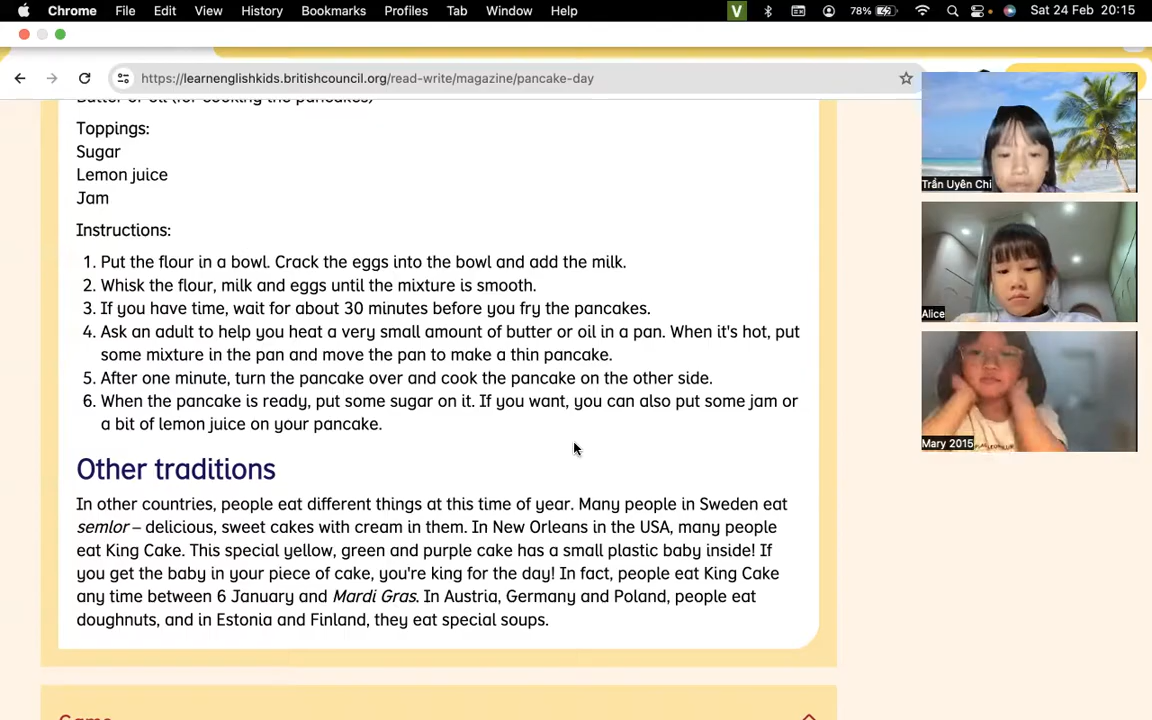 Chrome File Edit View History Bookmarks Profiles Tab Window Help V 78% Sat 24 Feb 20:15
https://learnenglishkids.britishcouncil.org/read-write/magazine/pancake-day
Butter or oil (for cooking the pancakes)
Toppings:
Sugar
Lemon juice
Jam
Instructions:
1. Put the flour in a bowl. Crack the eggs into the bowl and add the milk.
2. Whisk the flour, milk and eggs until the mixture is smooth.
3. If you have time, wait for about 30 minutes before you fry the pancakes.
4. Ask an adult to help you heat a very small amount of butter or oil in a pan. When it's hot, put
some mixture in the pan and move the pan to make a thin pancake.
5. After one minute, turn the pancake over and cook the pancake on the other side.
6. When the pancake is ready, put some sugar on it. If you want, you can also put some jam or
a bit of lemon juice on your pancake.
Other traditions
In other countries, people eat different things at this time of year. Many people in Sweden eat
semlor – delicious, sweet cakes with cream in them. In New Orleans in the USA, many people
eat King Cake. This special yellow, green and purple cake has a small plastic baby inside! If
you get the baby in your piece of cake, you're king for the day! In fact, people eat King Cake
any time between 6 January and Mardi Gras. In Austria, Germany and Poland, people eat
doughnuts, and in Estonia and Finland, they eat special soups.
Game
Trần Uyên Chi
Alice
Mary 2015